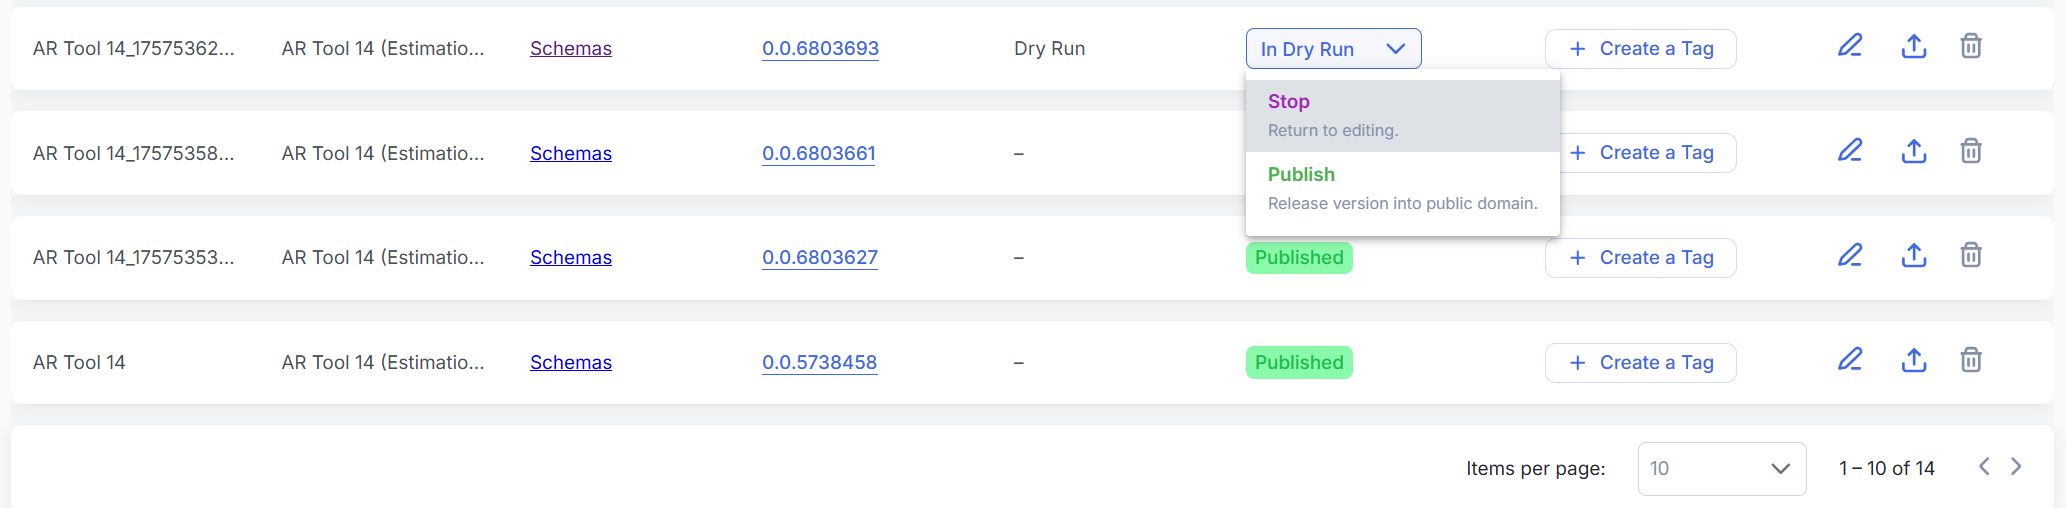 AR Tool 14_17575362... AR Tool 14 (Estimatio... Schemas 0.0.6803693 Dry Run In Dry Run + Create a Tag
Stop
Return to editing.
AR Tool 14_17575358... AR Tool 14 (Estimatio... Schemas 0.0.6803661 – + Create a Tag
Publish
Release version into public domain.
AR Tool 14_17575353... AR Tool 14 (Estimatio... Schemas 0.0.6803627 – Published + Create a Tag
AR Tool 14 AR Tool 14 (Estimatio... Schemas 0.0.5738458 – Published + Create a Tag
Items per page: 10 1 – 10 of 14